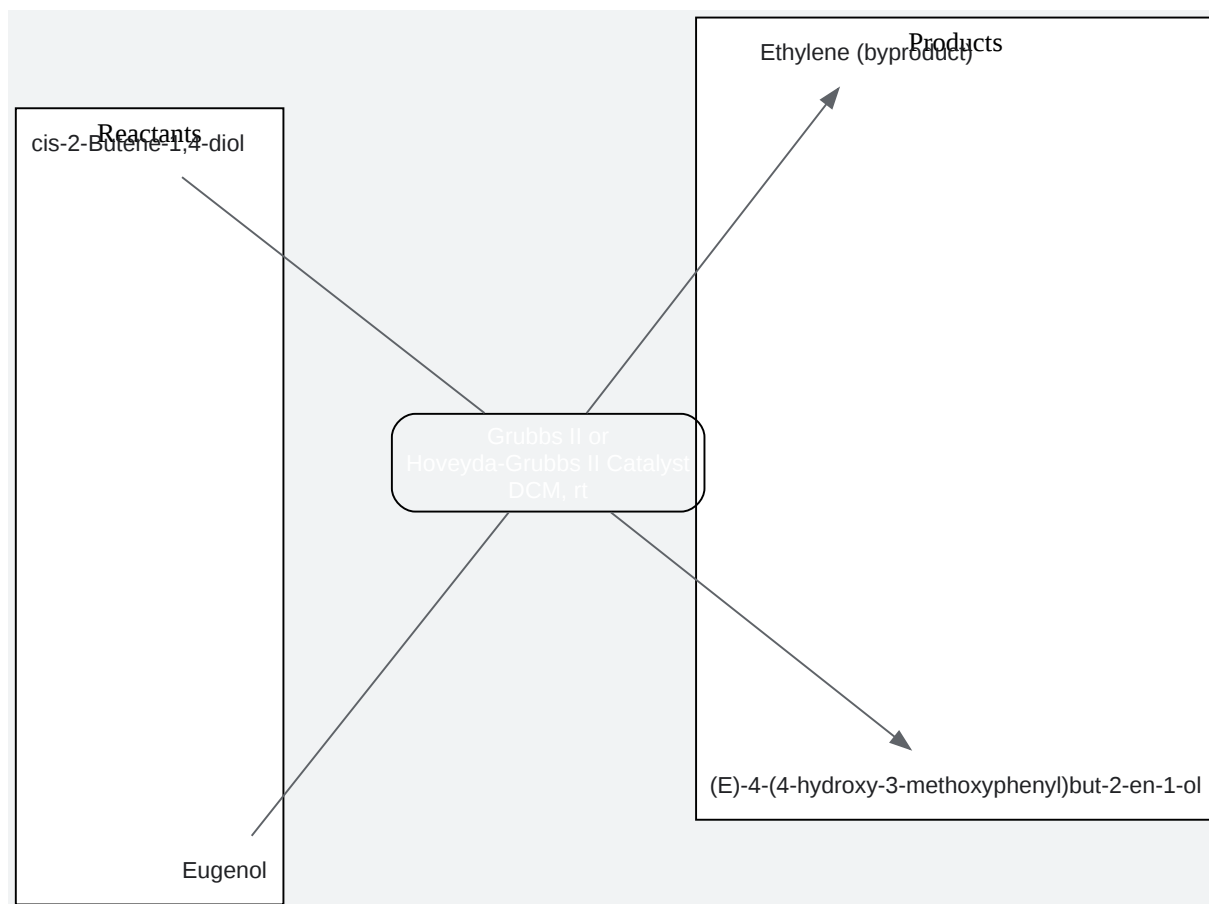 Products
Ethylene (byproduct)
Reactants
cis-2-Butene-1,4-diol
Grubbs II or
Hoveyda-Grubbs II Catalyst
DCM, rt
(E)-4-(4-hydroxy-3-methoxyphenyl)but-2-en-1-ol
Eugenol